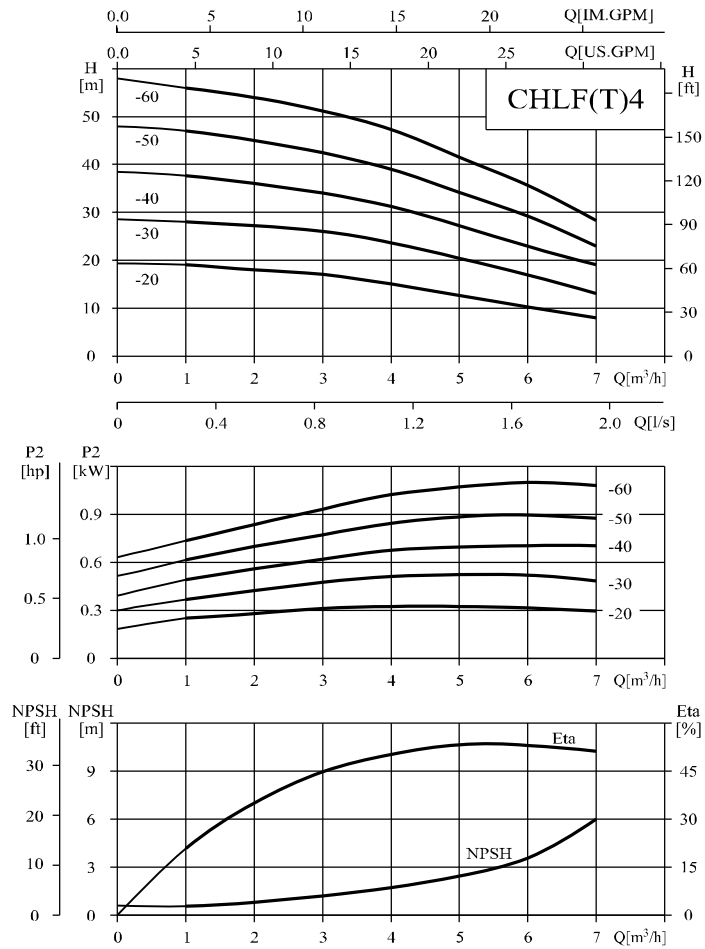 0.0 5 10 15 20 Q[IM.GPM]
0.0 5 10 15 20 25 Q[US.GPM]
H
[m]
H
[ft]
CHLF(T)4
-60
-50
-40
-30
-20
50
40
30
20
10
0
150
120
90
60
30
0
0 1 2 3 4 5 6 7 Q[m³/h]
0 0.4 0.8 1.2 1.6 2.0 Q[l/s]
P2
[hp]
P2
[kW]
1.0
0.5
0
0.9
0.6
0.3
0
-60
-50
-40
-30
-20
0 1 2 3 4 5 6 7 Q[m³/h]
NPSH
[ft]
NPSH
[m]
Eta
[%]
30
20
10
0
9
6
3
0
Eta
NPSH
45
30
15
0
0 1 2 3 4 5 6 7 Q[m³/h]